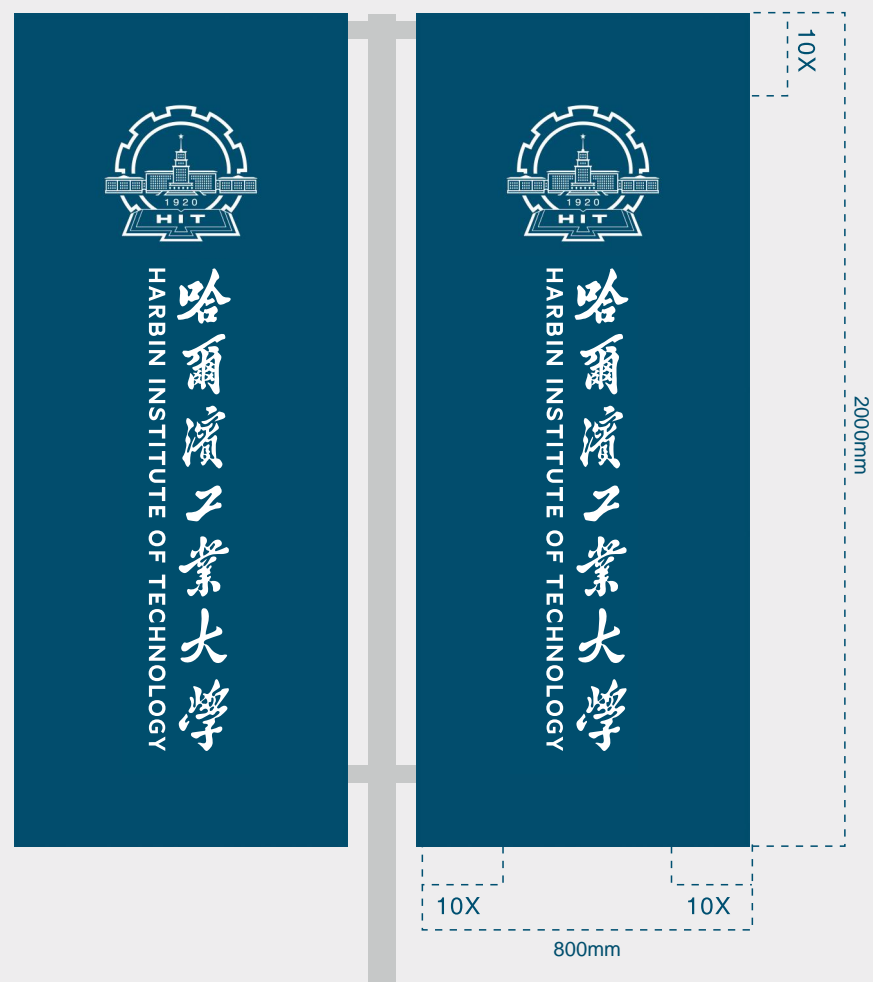 1920
HIT
哈爾濱工業大學
HARBIN INSTITUTE OF TECHNOLOGY
1920
HIT
哈爾濱工業大學
HARBIN INSTITUTE OF TECHNOLOGY
10X
2000mm
10X
10X
800mm